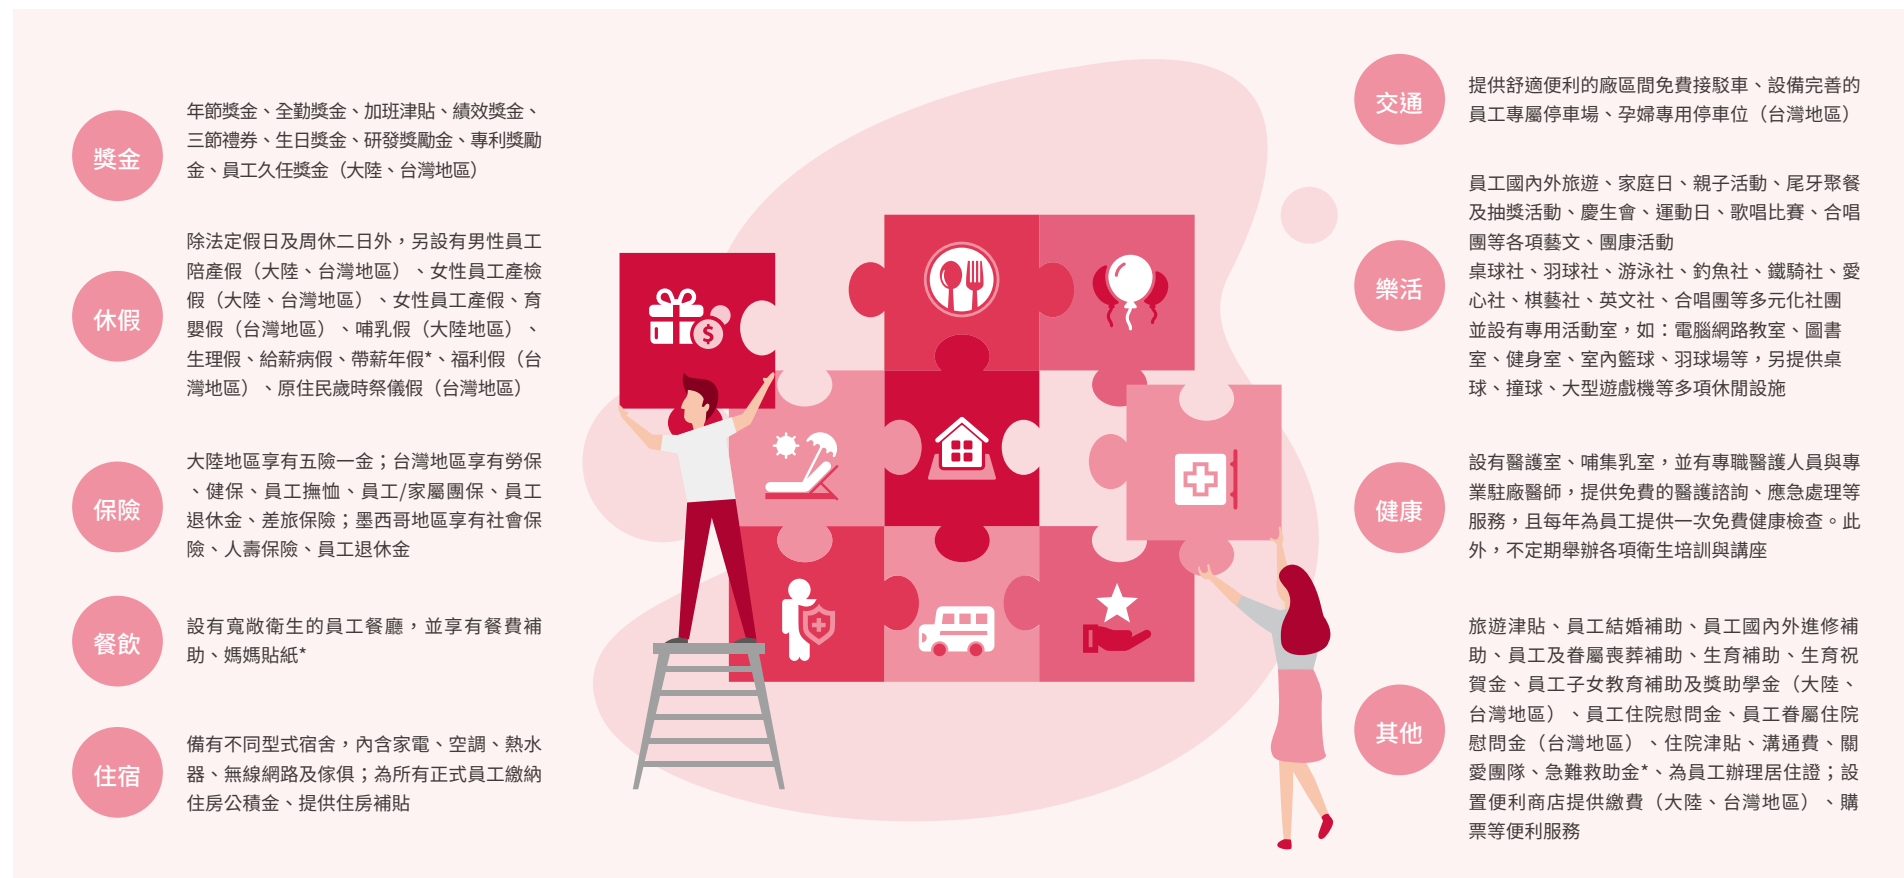 獎金
年節獎金、全勤獎金、加班津貼、績效獎金、
三節禮券、生日獎金、研發獎勵金、專利獎勵
金、員工久任獎金（大陸、台灣地區）
休假
除法定假日及周休二日外，另設有男性員工
陪產假（大陸、台灣地區）、女性員工產檢
假（大陸、台灣地區）、女性員工產假、育
嬰假（台灣地區）、哺乳假（大陸地區）、
生理假、給薪病假、帶薪年假*、福利假（台
灣地區）、原住民歲時祭儀假（台灣地區）
保險
大陸地區享有五險一金；台灣地區享有勞保
、健保、員工撫恤、員工/家屬團保、員工
退休金、差旅保險；墨西哥地區享有社會保
險、人壽保險、員工退休金
餐飲
設有寬敞衛生的員工餐廳，並享有餐費補
助、媽媽貼紙*
住宿
備有不同型式宿舍，內含家電、空調、熱水
器、無線網路及傢俱；為所有正式員工繳納
住房公積金、提供住房補貼
$
交通
提供舒適便利的廠區間免費接駁車、設備完善的
員工專屬停車場、孕婦專用停車位（台灣地區）
樂活
員工國內外旅遊、家庭日、親子活動、尾牙聚餐
及抽獎活動、慶生會、運動日、歌唱比賽、合唱
團等各項藝文、團康活動
桌球社、羽球社、游泳社、釣魚社、鐵騎社、愛
心社、棋藝社、英文社、合唱團等多元化社團
並設有專用活動室，如：電腦網路教室、圖書
室、健身室、室內籃球、羽球場等，另提供桌
球、撞球、大型遊戲機等多項休閒設施
健康
設有醫護室、哺集乳室，並有專職醫護人員與專
業駐廠醫師，提供免費的醫護諮詢、應急處理等
服務，且每年為員工提供一次免費健康檢查。此
外，不定期舉辦各項衛生培訓與講座
其他
旅遊津貼、員工結婚補助、員工國內外進修補
助、員工及眷屬喪葬補助、生育補助、生育祝
賀金、員工子女教育補助及獎助學金（大陸、
台灣地區）、員工住院慰問金、員工眷屬住院
慰問金（台灣地區）、住院津貼、溝通費、關
愛團隊、急難救助金*、為員工辦理居住證；設
置便利商店提供繳費（大陸、台灣地區）、購
票等便利服務